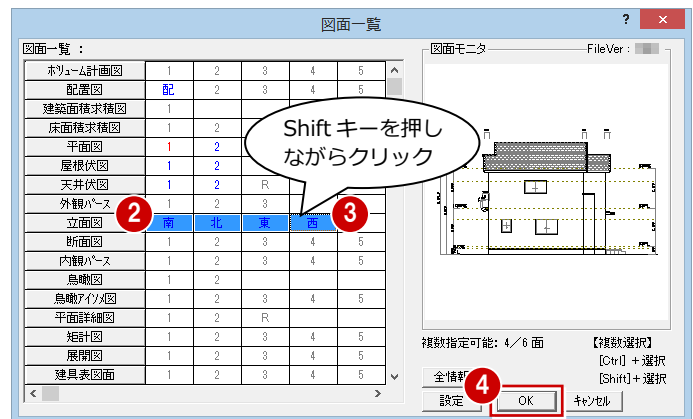 図面一覧
? ×
図面一覧 :
ﾎﾞﾘｭｰﾑ計画図 1 2 3 4 5
配置図 配 2 3 4 5
建築面積求積図 1
床面積求積図 1 2
平面図 1 2
屋根伏図 1 2
天井伏図 1 2 R
外観ﾊﾟｰｽ 1 2 3
立面図 南 北 東 西
断面図 1 2 3 4 5
内観ﾊﾟｰｽ 1 2 3 4 5
鳥瞰図 1 2
鳥瞰ｱｲｿﾒ図 1 2 3 4 5
平面詳細図 1 2 R
矩計図 1 2 3 4 5
展開図 1 2 3 4 5
建具表図面 1 2 3 4 5
Shift キーを押し
ながらクリック
2
3
図面モニタ
FileVer :
複数指定可能: 4／6 面
【複数選択】
[Ctrl] + 選択
[Shift] + 選択
全情報
4
設定
OK
ｷｬﾝｾﾙ